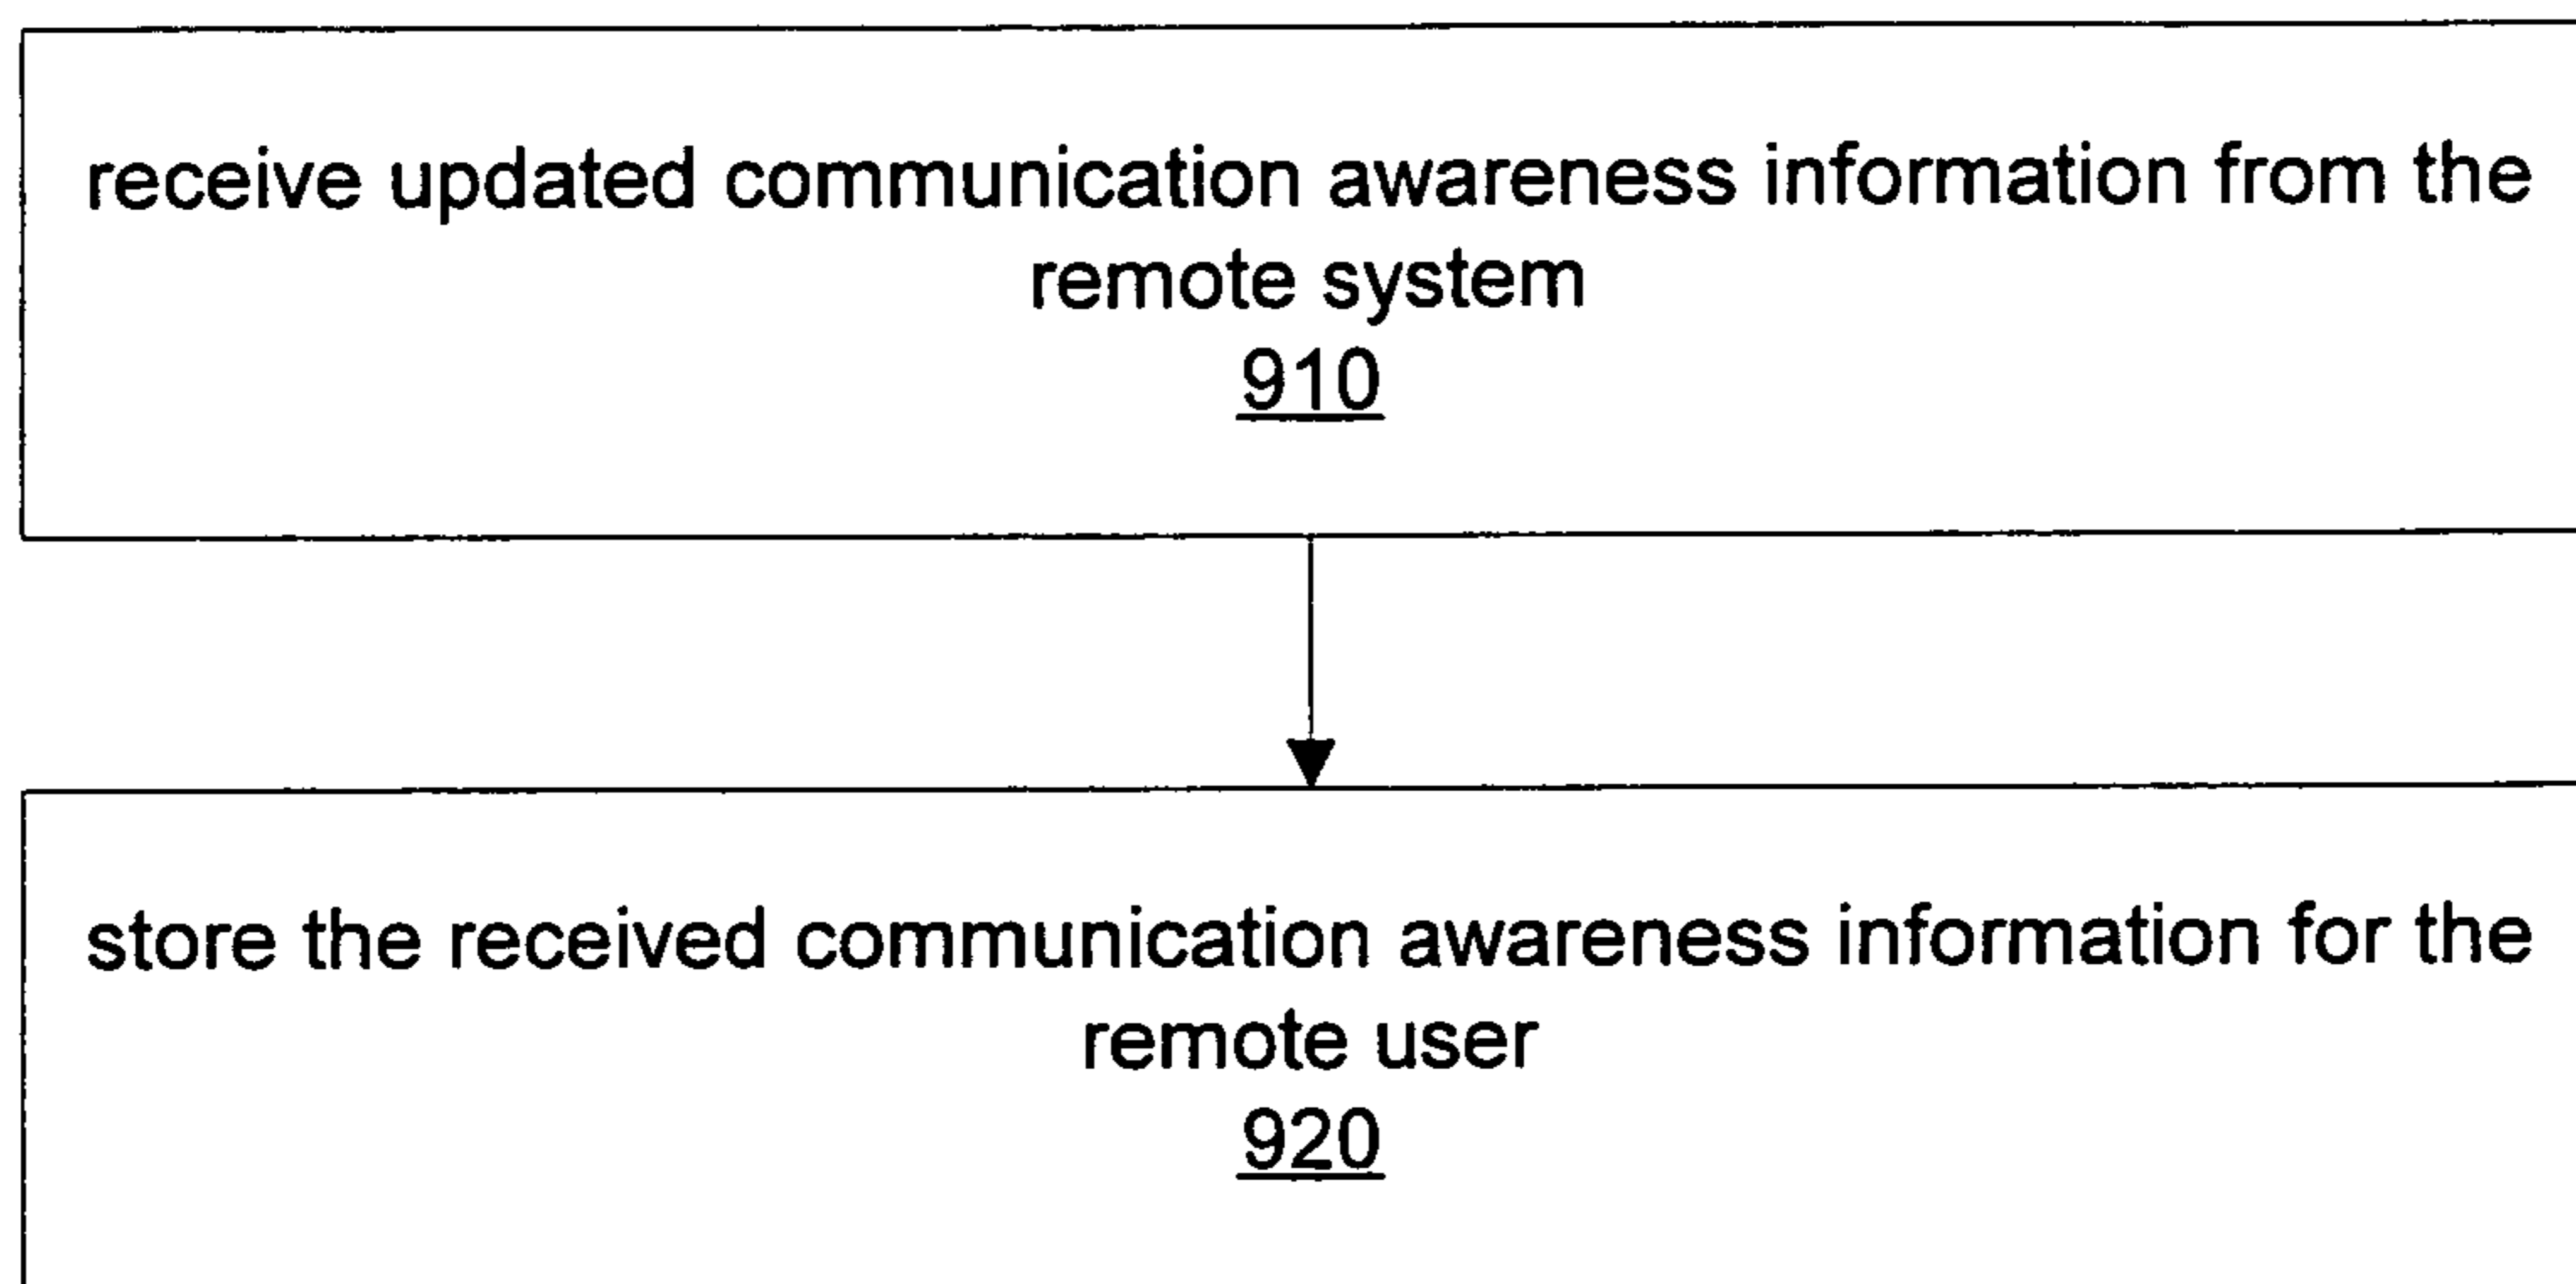 receive updated communication awareness information from the
remote system
910
store the received communication awareness information for the
remote user
920